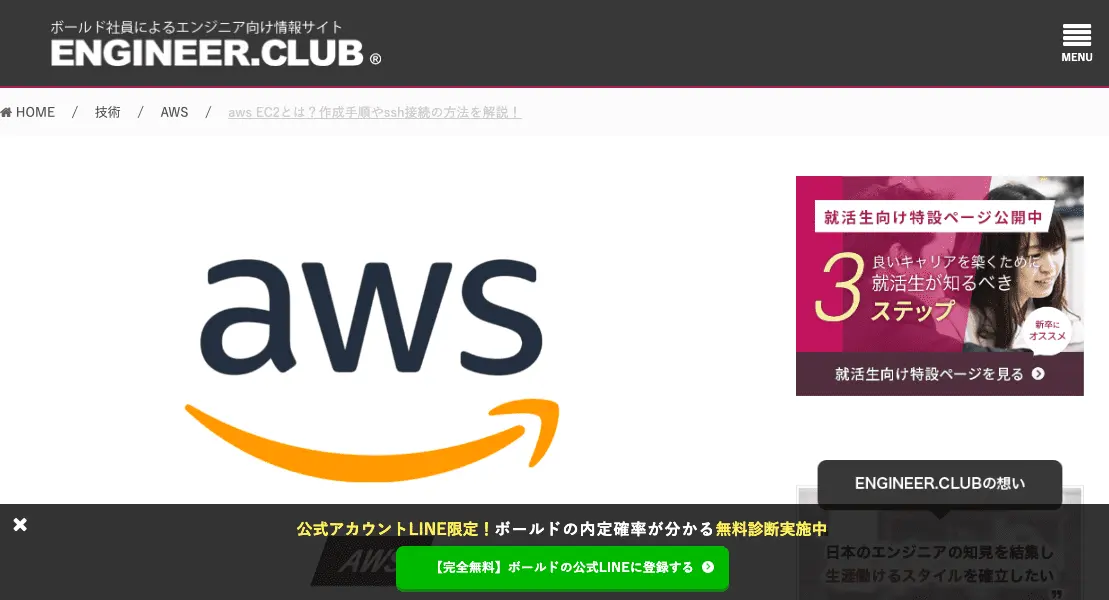 ボールド社員によるエンジニア向け情報サイト
ENGINEER.CLUB ®
MENU
HOME / 技術 / AWS / aws EC2とは？作成手順やssh接続の方法を解説！
aws
就活生向け特設ページ公開中
3
良いキャリアを築くために
就活生が知るべき
ステップ
新卒に
オススメ
就活生向け特設ページを見る
ENGINEER.CLUBの想い
日本のエンジニアの知見を結集し
生涯働けるスタイルを確立したい
公式アカウントLINE限定！ボールドの内定確率が分かる無料診断実施中
AWS
【完全無料】ボールドの公式LINEに登録する